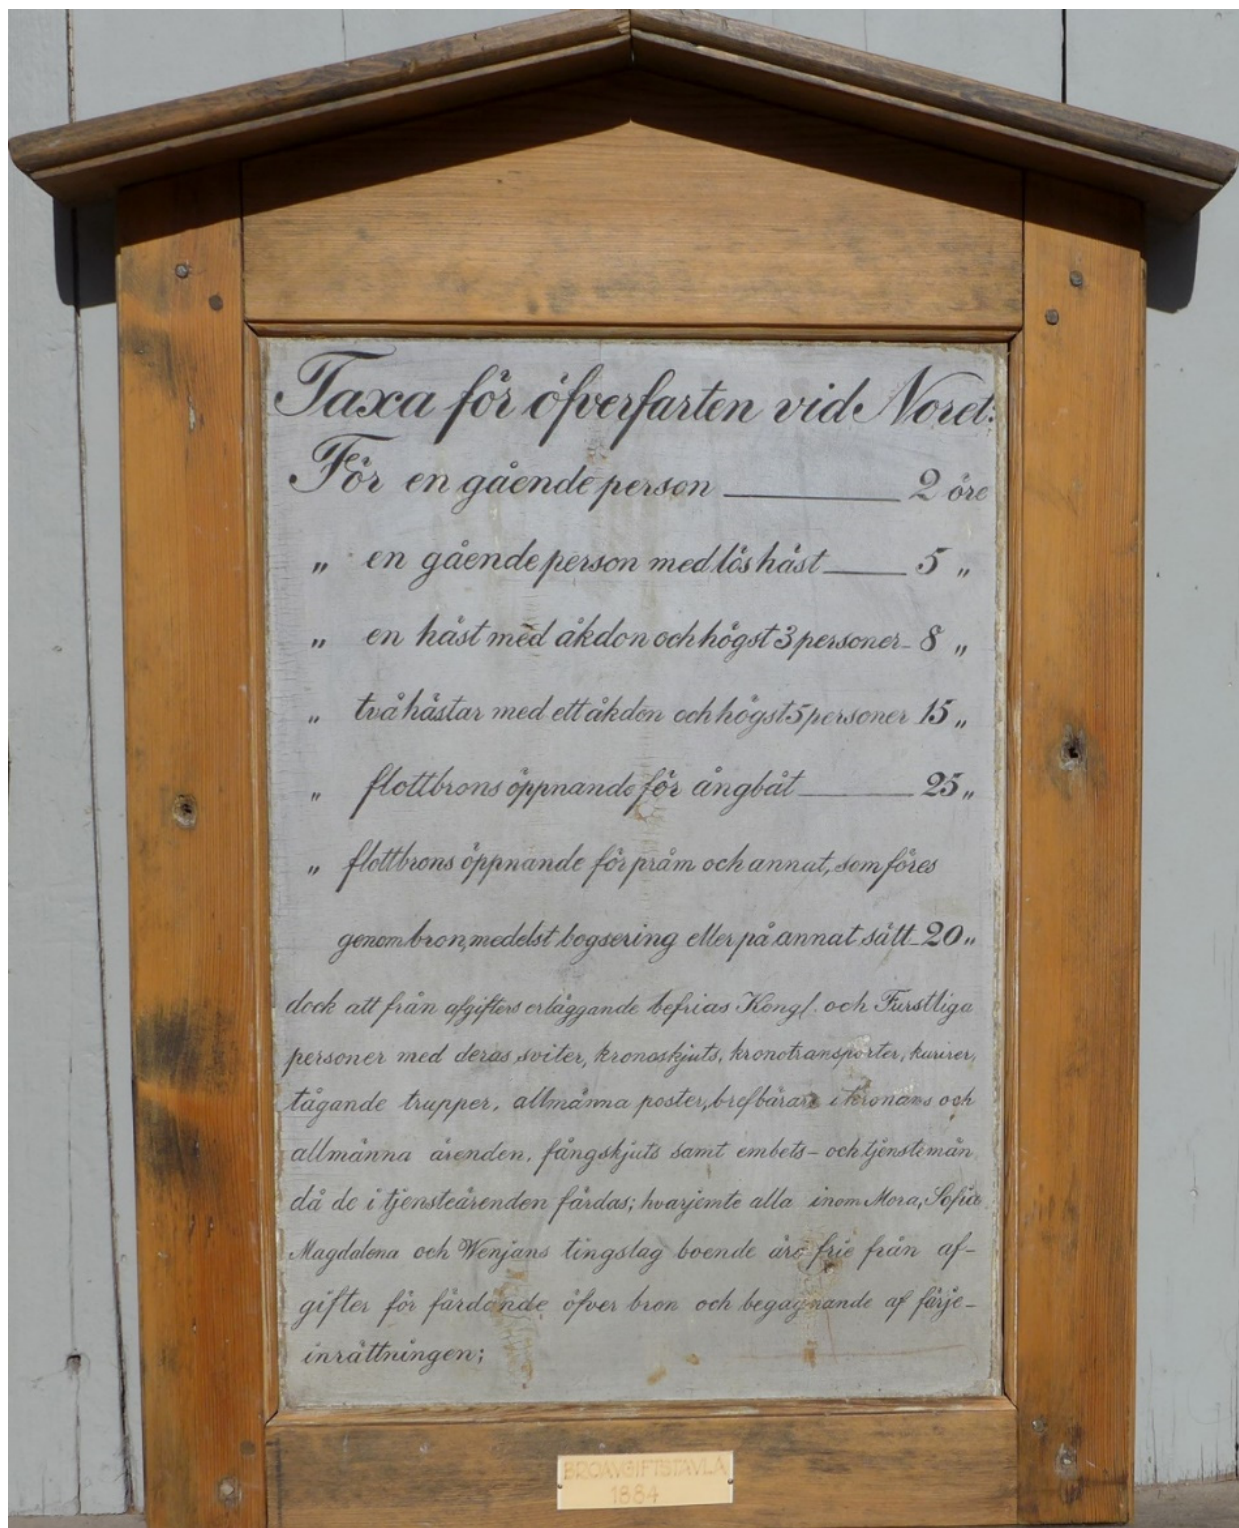 Taxa för öfverfarten vid Noret:
För en gående person 2 öre
„ en gående person med lös häst 5 „
„ en häst med åkdon och högst 3 personer 8 „
„ två hästar med ett åkdon och högst 5 personer 15 „
„ flottbrons öppnande för ångbåt 25 „
„ flottbrons öppnande för pråm och annat, som föres
genom bron, medelst bogsering eller på annat sätt 20 „
dock att från afgifters erläggande befrias Kongl. och Furstliga
personer med deras sviter, kronoskjuts, kronotransporter, kurirer,
tågande trupper, allmänna poster, brefbärare i kronans och
allmänna ärenden, fångskjuts samt embets- och tjenstemän
då de i tjensteärenden färdas; hvarjemte alla inom Mora, Sofia
Magdalena och Wenjans tingslag boende äro frie från af-
gifter för färdande öfver bron och begagnande af färje-
inrättningen;
BROAVGIFTSTAVLA
1884